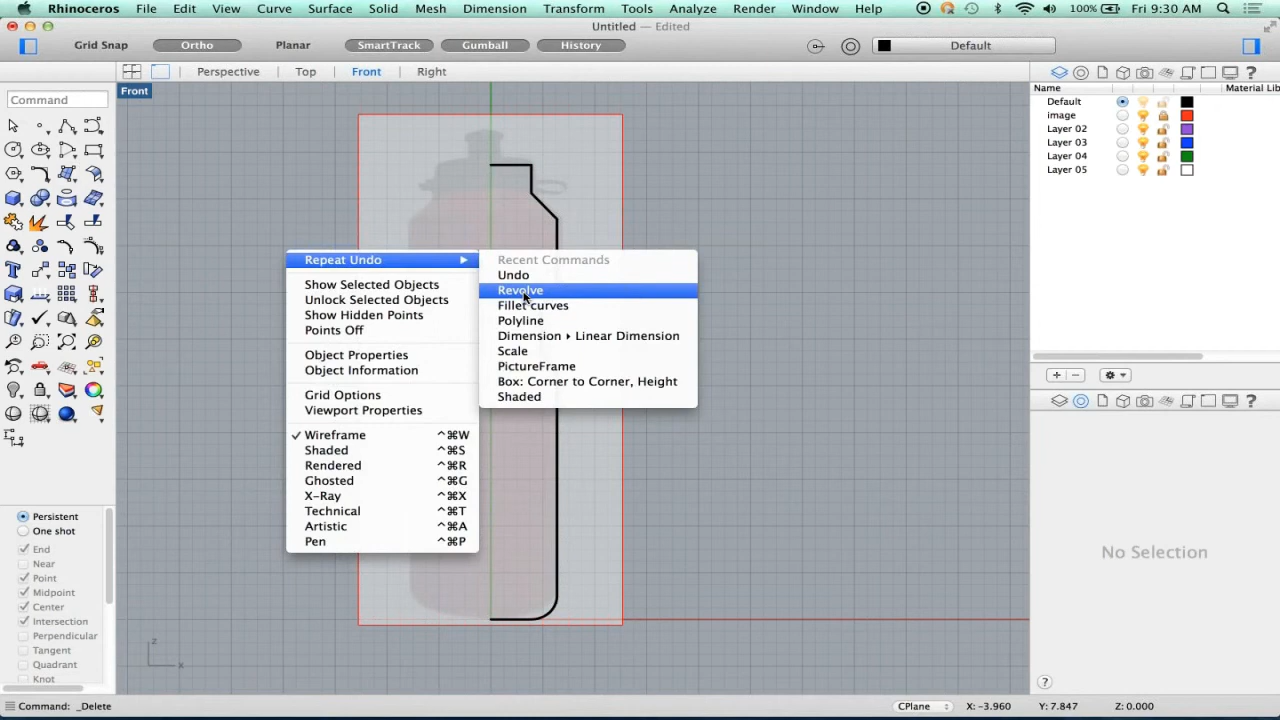 Rhinoceros File Edit View Curve Surface Solid Mesh Dimension Transform Tools Analyze Render Window Help 100% Fri 9:30 AM
Untitled — Edited
Grid Snap Ortho Planar SmartTrack Gumball History Default
Perspective Top Front Right
Front
Command
Name Material Lib
Default
image
Layer 02
Layer 03
Layer 04
Layer 05
Repeat Undo
Show Selected Objects
Unlock Selected Objects
Show Hidden Points
Points Off
Object Properties
Object Information
Grid Options
Viewport Properties
✓ Wireframe ^⌘W
Shaded ^⌘S
Rendered ^⌘R
Ghosted ^⌘G
X-Ray ^⌘X
Technical ^⌘T
Artistic ^⌘A
Pen ^⌘P
Recent Commands
Undo
Revolve
Fillet curves
Polyline
Dimension ▸ Linear Dimension
Scale
PictureFrame
Box: Corner to Corner, Height
Shaded
Persistent
One shot
End
Near
Point
Midpoint
Center
Intersection
Perpendicular
Tangent
Quadrant
Knot
z
x
No Selection
Command: _Delete CPlane X: -3.960 Y: 7.847 Z: 0.000